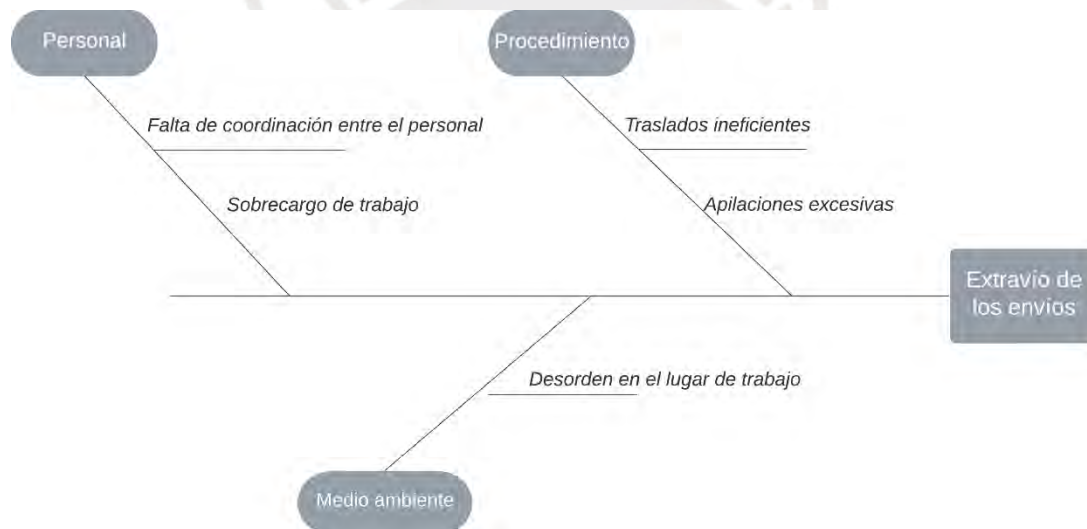 Personal
Procedimiento
Falta de coordinación entre el personal
Traslados ineficientes
Sobrecargo de trabajo
Apilaciones excesivas
Extravio de
los envios
Desorden en el lugar de trabajo
Medio ambiente